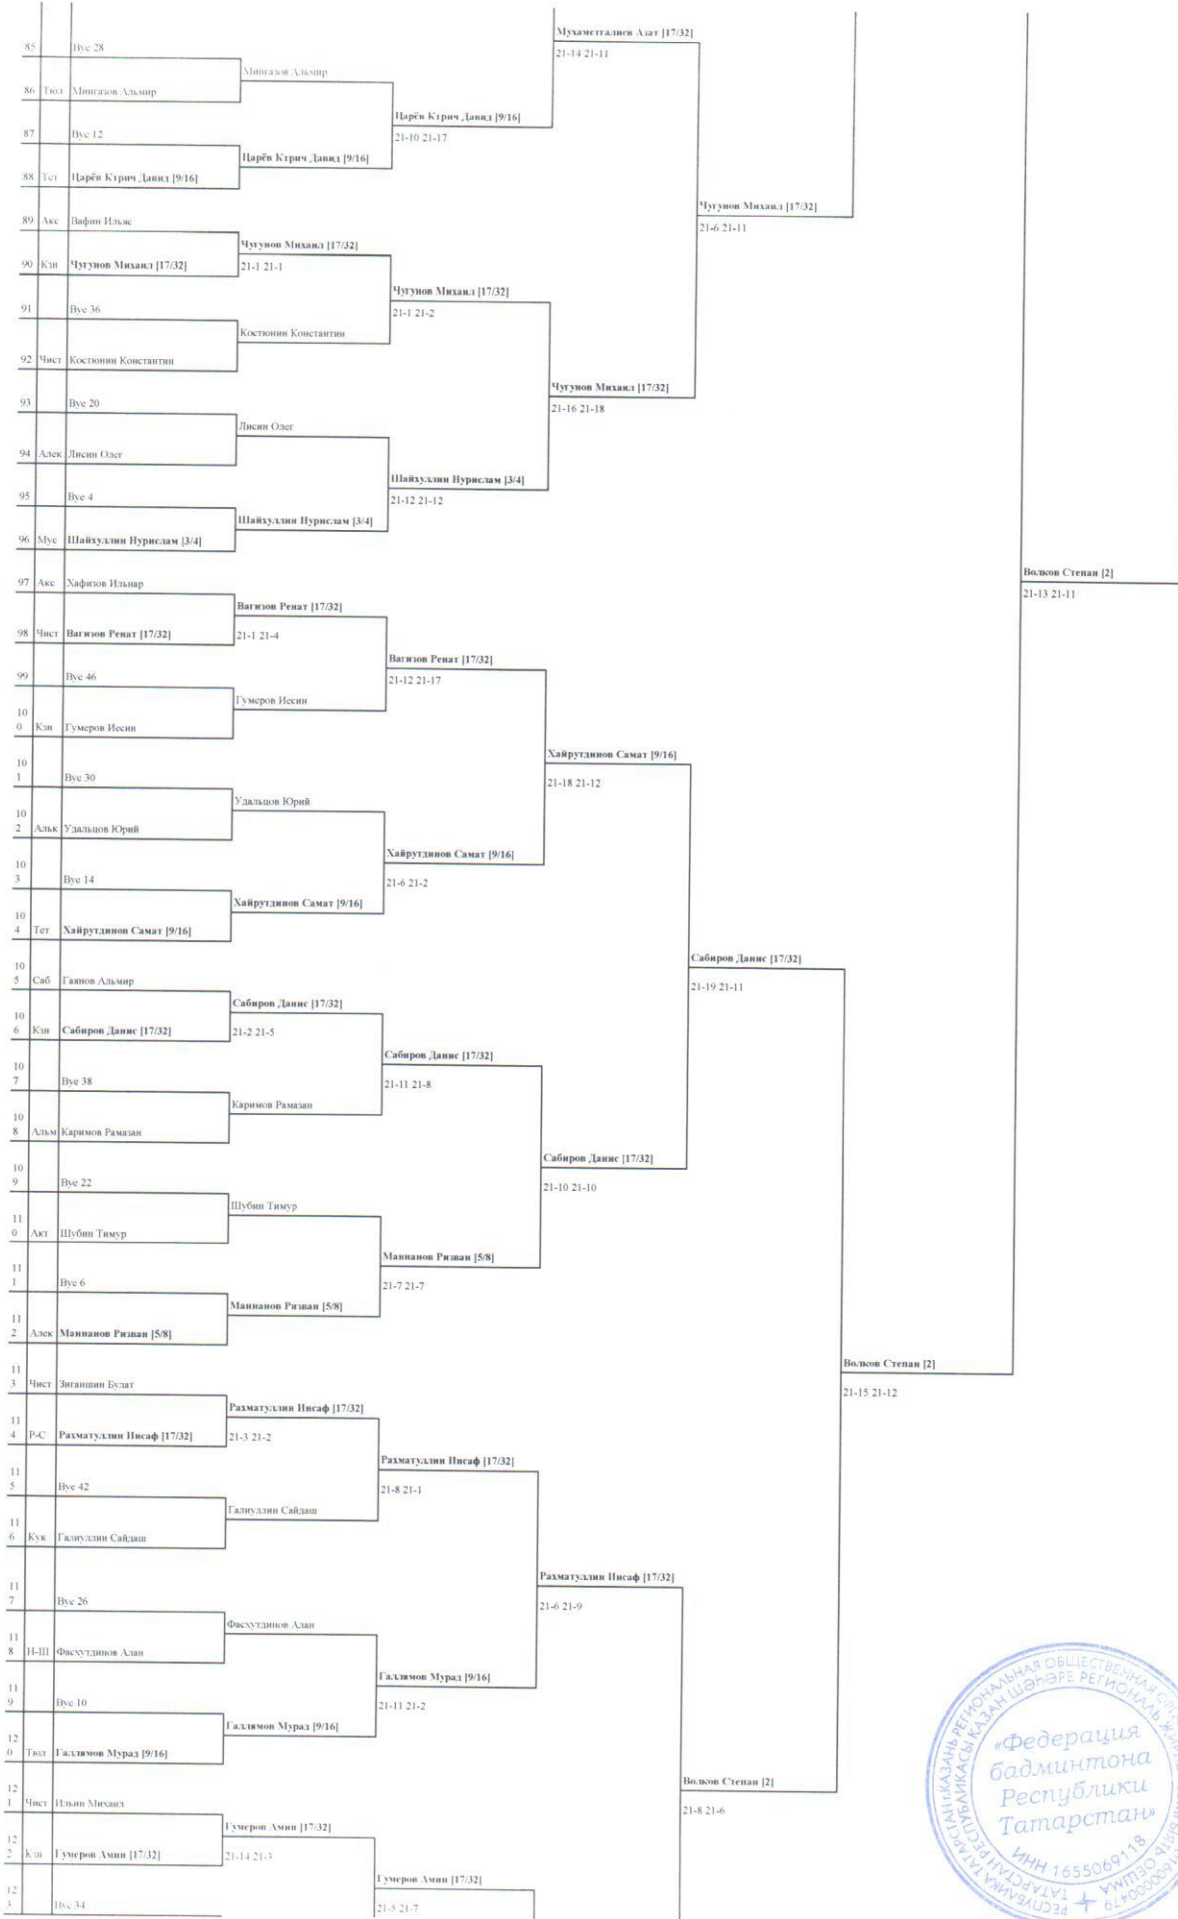 Мухаметгалиев Азат [17/32]
85 Bye 28
21-14 21-11
Мингазов Альмир
86 Тюл Мингазов Альмир
Царёв Ктрич Давид [9/16]
87 Bye 12
21-10 21-17
Царёв Ктрич Давид [9/16]
88 Тет Царёв Ктрич Давид [9/16]
Чугунов Михаил [17/32]
89 Акс Вафин Ильяс
21-6 21-11
Чугунов Михаил [17/32]
90 Кзн Чугунов Михаил [17/32]
21-1 21-1
Чугунов Михаил [17/32]
91 Bye 36
21-1 21-2
Костюнин Константин
92 Чист Костюнин Константин
Чугунов Михаил [17/32]
93 Bye 20
21-16 21-18
Лисин Олег
94 Алек Лисин Олег
Шайхуллин Нурислам [3/4]
95 Bye 4
21-12 21-12
Шайхуллин Нурислам [3/4]
96 Мус Шайхуллин Нурислам [3/4]
Волков Степан [2]
97 Акс Хафизов Ильнар
21-13 21-11
Вагизов Ренат [17/32]
98 Чист Вагизов Ренат [17/32]
21-1 21-4
Вагизов Ренат [17/32]
99 Bye 46
21-12 21-17
Гумеров Иесин
100 Кзн Гумеров Иесин
Хайрутдинов Самат [9/16]
101 Bye 30
21-18 21-12
Удальцов Юрий
102 Альк Удальцов Юрий
Хайрутдинов Самат [9/16]
103 Bye 14
21-6 21-2
Хайрутдинов Самат [9/16]
104 Тет Хайрутдинов Самат [9/16]
Сабиров Данис [17/32]
105 Саб Гаянов Альмир
21-19 21-11
Сабиров Данис [17/32]
106 Кзн Сабиров Данис [17/32]
21-2 21-5
Сабиров Данис [17/32]
107 Bye 38
21-11 21-8
Каримов Рамазан
108 Альм Каримов Рамазан
Сабиров Данис [17/32]
109 Bye 22
21-10 21-10
Шубин Тимур
110 Акт Шубин Тимур
Маннанов Ризван [5/8]
111 Bye 6
21-7 21-7
Маннанов Ризван [5/8]
112 Алек Маннанов Ризван [5/8]
Волков Степан [2]
113 Чист Зиганшин Булат
21-15 21-12
Рахматуллин Инсаф [17/32]
114 Р-С Рахматуллин Инсаф [17/32]
21-3 21-2
Рахматуллин Инсаф [17/32]
115 Bye 42
21-8 21-1
Галиуллин Сайдаш
116 Кук Галиуллин Сайдаш
Рахматуллин Инсаф [17/32]
117 Bye 26
21-6 21-9
Фасхутдинов Алан
118 Н-Ш Фасхутдинов Алан
Галлямов Мурад [9/16]
119 Bye 10
21-11 21-2
Галлямов Мурад [9/16]
120 Тюл Галлямов Мурад [9/16]
Волков Степан [2]
121 Чист Ильин Михаил
21-8 21-6
Гумеров Амин [17/32]
122 Кзн Гумеров Амин [17/32]
21-14 21-3
Гумеров Амин [17/32]
123 Bye 34
21-5 21-7
«Федерация
бадминтона
Республики
Татарстан»
ИНН 1655069118
РЕСПУБЛИКА ТАТАРСТАН г.КАЗАНЬ РЕГИОНАЛЬНАЯ ОБЩЕСТВЕННАЯ
ТАТАРСТАН РЕСПУБЛИКАСЫ КАЗАН ШӘҺӘРЕ РЕГИОНАЛЬ